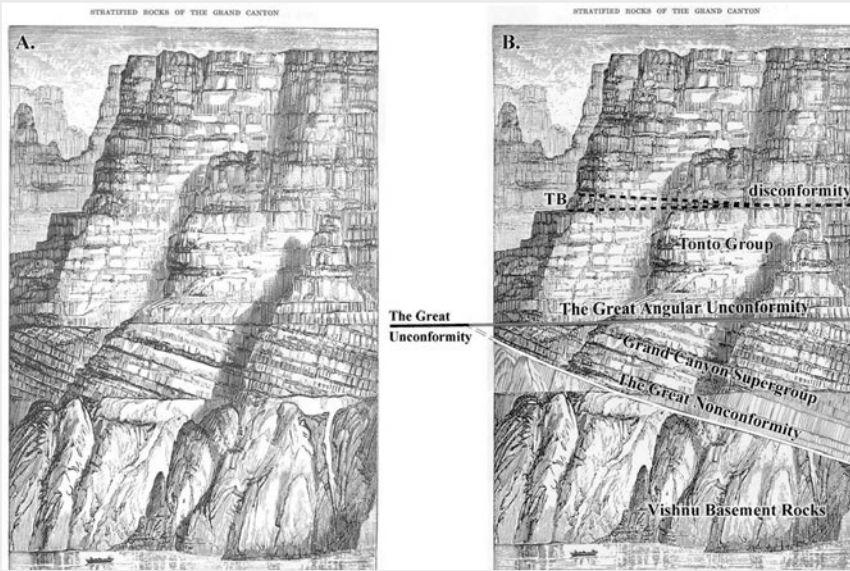 STRATIFIED ROCKS OF THE GRAND CANYON
STRATIFIED ROCKS OF THE GRAND CANYON
A.
B.
TB
disconformity
Tonto Group
The Great
Unconformity
The Great Angular Unconformity
Grand Canyon Supergroup
The Great Nonconformity
Vishnu Basement Rocks